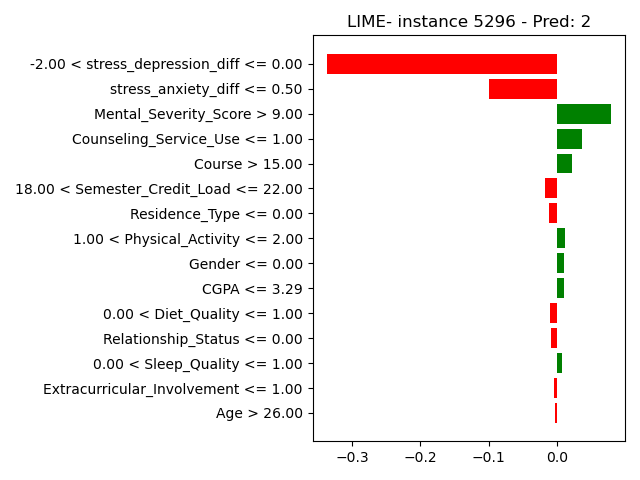 LIME- instance 5296 - Pred: 2
-2.00 < stress_depression_diff <= 0.00
stress_anxiety_diff <= 0.50
Mental_Severity_Score > 9.00
Counseling_Service_Use <= 1.00
Course > 15.00
18.00 < Semester_Credit_Load <= 22.00
Residence_Type <= 0.00
1.00 < Physical_Activity <= 2.00
Gender <= 0.00
CGPA <= 3.29
0.00 < Diet_Quality <= 1.00
Relationship_Status <= 0.00
0.00 < Sleep_Quality <= 1.00
Extracurricular_Involvement <= 1.00
Age > 26.00
−0.3 −0.2 −0.1 0.0